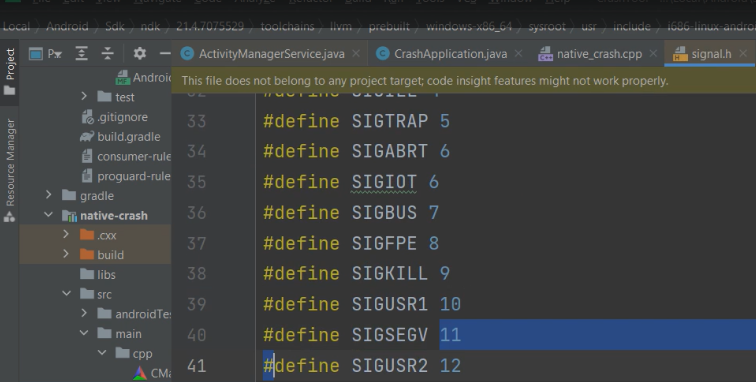 Local Android Sdk ndk 21.4.7075529 toolchains llvm prebuilt windows-x86_64 sysroot usr include i686-linux-andro
Project
Resource Manager
P
ActivityManagerService.java
CrashApplication.java
native_crash.cpp
signal.h
This file does not belong to any project target; code insight features might not work properly.
Androi
test
.gitignore
build.gradle
consumer-rule
proguard-rule
gradle
native-crash
.cxx
build
libs
src
androidTes
main
cpp
CMa
33 #define SIGTRAP 5
34 #define SIGABRT 6
35 #define SIGIOT 6
36 #define SIGBUS 7
37 #define SIGFPE 8
38 #define SIGKILL 9
39 #define SIGUSR1 10
40 #define SIGSEGV 11
41 #define SIGUSR2 12